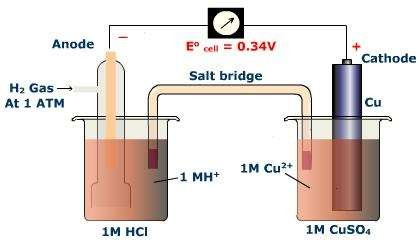 Anode
−
E° cell = 0.34V
+
Cathode
H₂ Gas
At 1 ATM
Salt bridge
Cu
1 MH⁺
1M Cu²⁺
1M HCl
1M CuSO₄